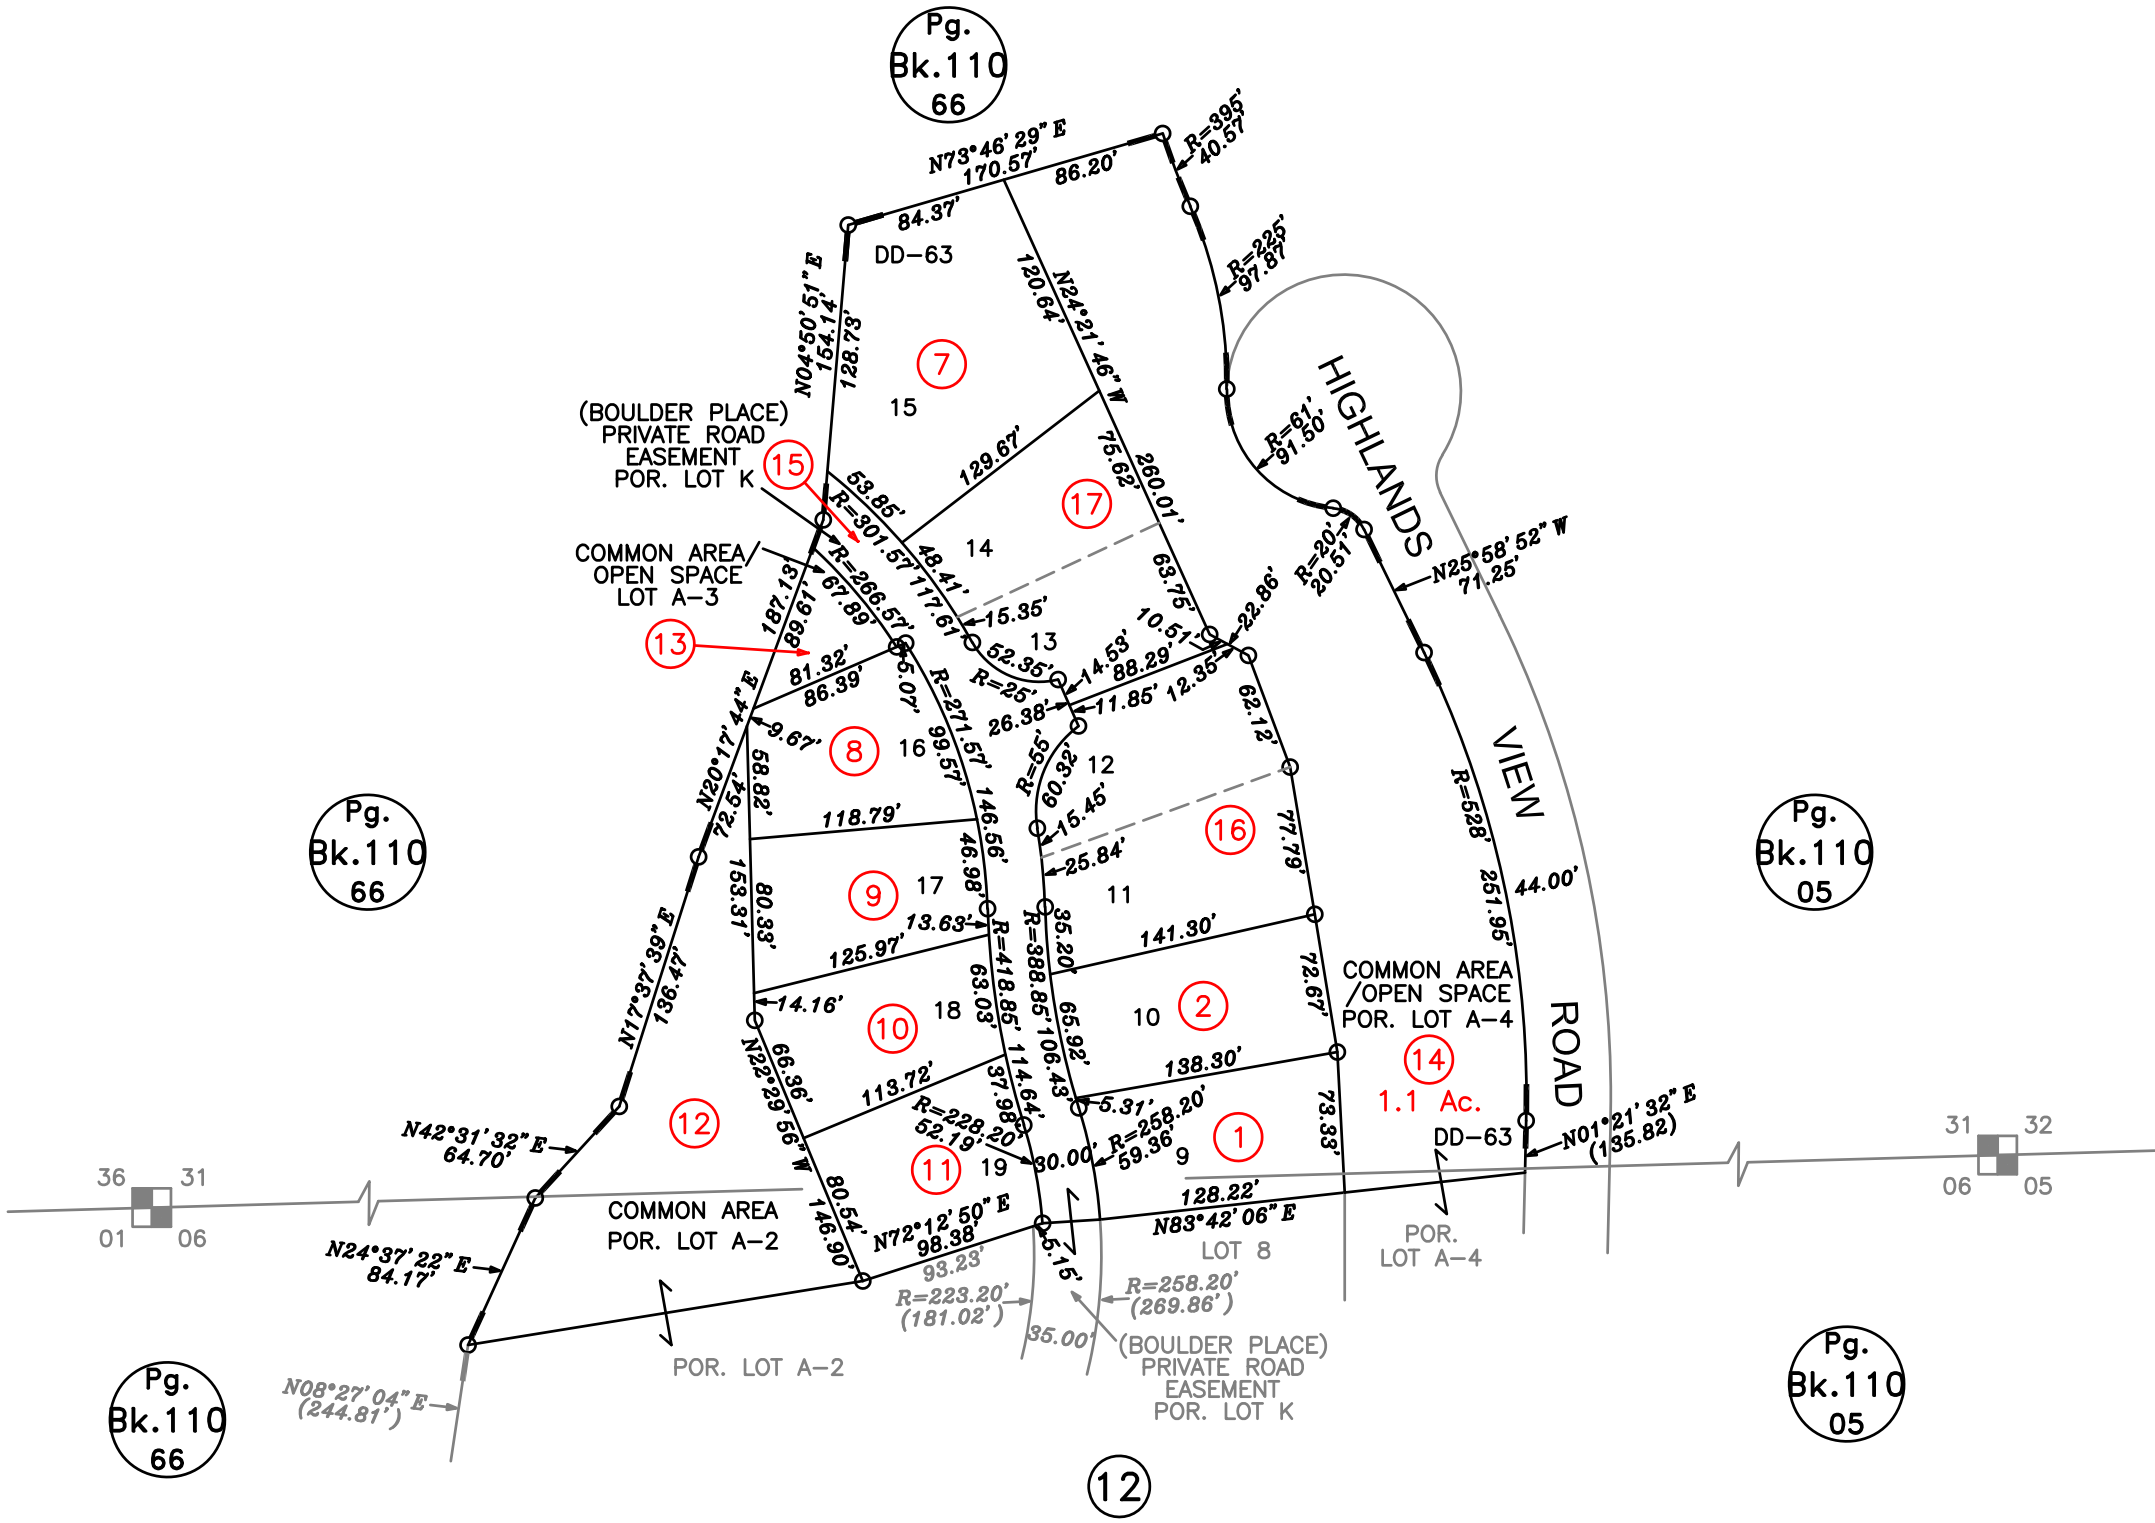 Pg.
Bk.110
66
N73°46'29"E
170.57'
84.37'
86.20'
R=395'
40.57'
DD-63
R=225'
97.87'
N04°50'51"E
154.14'
128.73'
120.64'
N24°21'46"W
7
15
(BOULDER PLACE)
PRIVATE ROAD
EASEMENT
POR. LOT K
15
53.85'
R=301.57'
129.67'
75.62'
260.01'
17
R=61'
91.50'
HIGHLANDS
COMMON AREA/
OPEN SPACE
LOT A-3
13
187.13'
89.61'
R=266.57'
67.89'
48.41'
117.61'
14
15.35'
63.75'
R=20'
20.51'
N25°58'52"W
71.25'
10.51'
22.86'
13
52.35'
R=25'
14.53'
88.29'
12.35'
26.38'
11.85'
81.32'
86.39'
5.07'
N20°17'44"E
72.54'
9.67'
58.82'
8
16
R=271.57'
99.57'
R=55'
60.32'
12
62.12'
VIEW
118.79'
146.56'
15.45'
25.84'
16
77.79'
R=528'
251.95'
44.00'
Pg.
Bk.110
66
Pg.
Bk.110
05
153.31'
80.33'
9
17
46.98'
13.63'
11
125.97'
14.16'
R=418.85'
63.03'
R=388.85'
35.20'
141.30'
72.67'
COMMON AREA
/OPEN SPACE
POR. LOT A-4
14
1.1 Ac.
ROAD
N17°37'39"E
136.47'
10
18
10
2
65.92'
106.43'
138.30'
66.36'
N22°29'56"W
113.72'
114.64'
37.98'
5.31'
R=258.20'
59.36'
R=228.20'
52.19'
30.00'
9
1
73.33'
DD-63
N01°21'32"E
(135.82)
N42°31'32"E
64.70'
12
11
19
80.54'
146.90'
36
31
01
06
31
32
06
05
COMMON AREA
POR. LOT A-2
N72°12'50"E
98.38'
93.23'
5.15'
128.22'
N83°42'06"E
LOT 8
POR.
LOT A-4
N24°37'22"E
84.17'
R=223.20'
(181.02')
35.00'
R=258.20'
(269.86')
(BOULDER PLACE)
PRIVATE ROAD
EASEMENT
POR. LOT K
POR. LOT A-2
N08°27'04"E
(244.81')
Pg.
Bk.110
66
Pg.
Bk.110
05
12